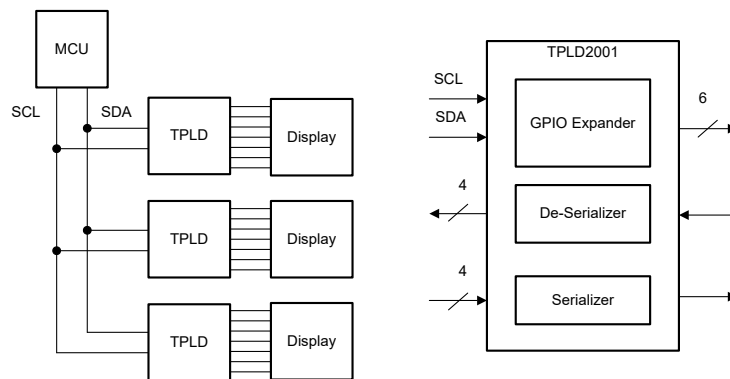 MCU
SCL
SDA
TPLD
Display
TPLD
Display
TPLD
Display
TPLD2001
SCL
SDA
GPIO Expander
6
4
De-Serializer
4
Serializer